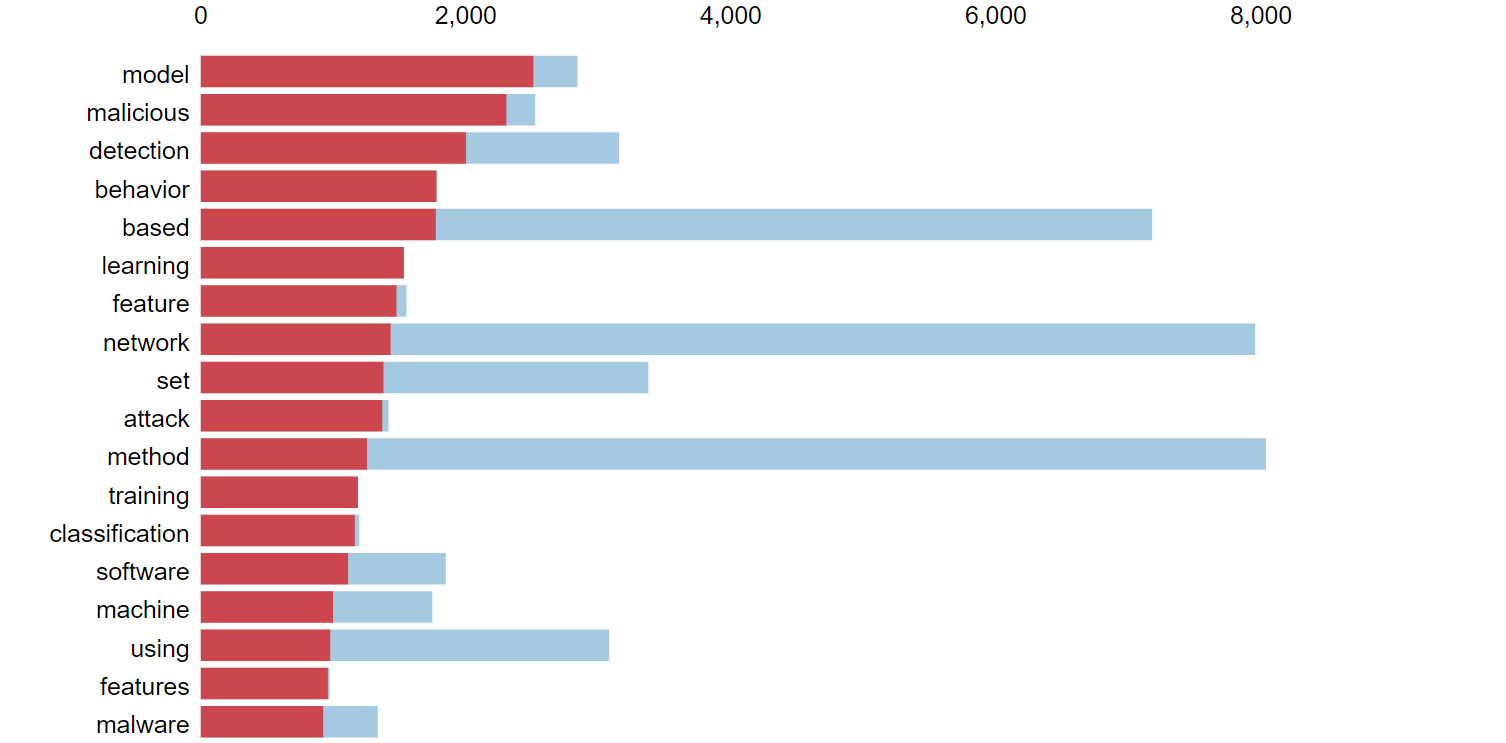 0 2,000 4,000 6,000 8,000
model
malicious
detection
behavior
based
learning
feature
network
set
attack
method
training
classification
software
machine
using
features
malware